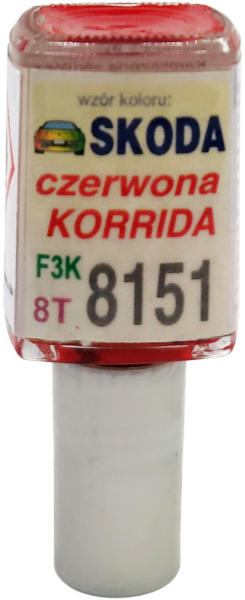 wzór koloru:
SKODA
czerwona
KORRIDA
F3K
8T 8151